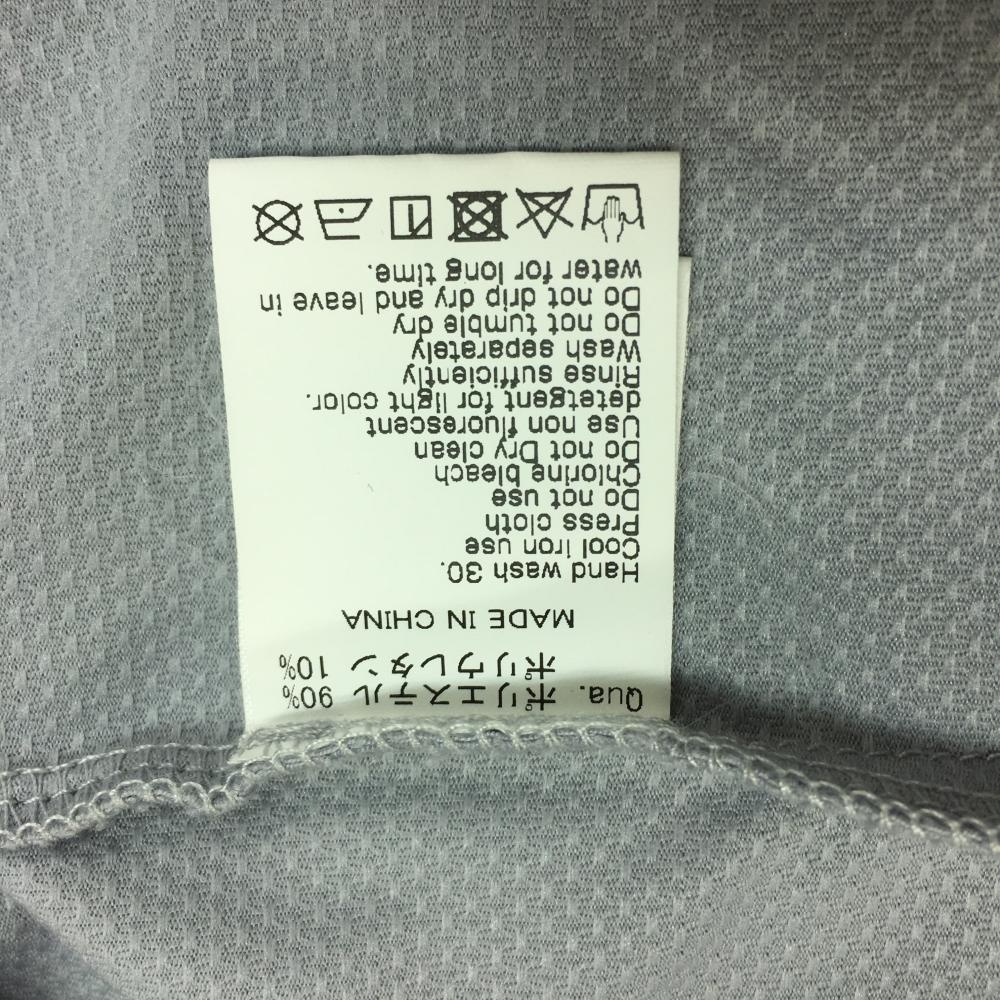 Qua. ポリエステル 90%
ポリウレタン 10%
MADE IN CHINA
Hand wash 30.
Cool iron use
Press cloth
Do not use
Chlorine bleach
Do not Dry clean
Use non fluorescent
detetgent for light color.
Rinse sufficiently
Wash separately
Do not tumble dry
Do not drip dry and leave in
water for long time.